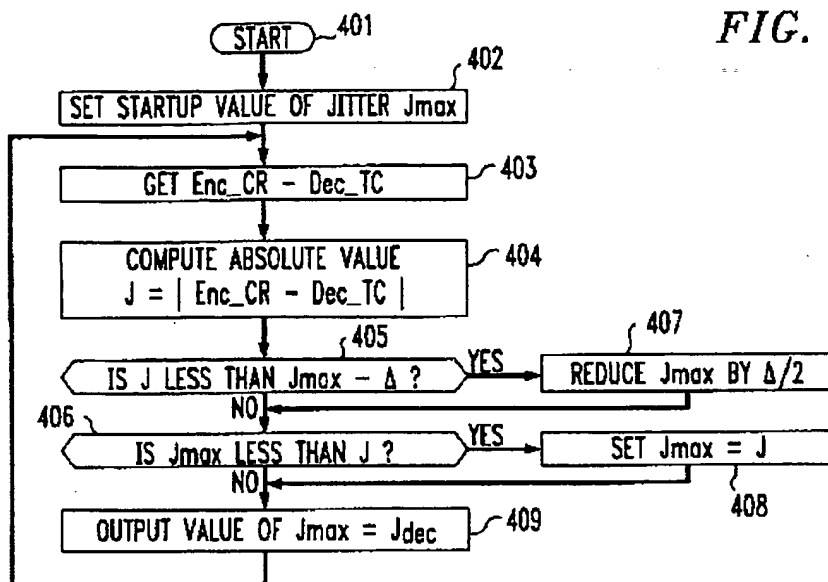 FIG.
START
401
402
SET STARTUP VALUE OF JITTER Jmax
GET Enc_CR - Dec_TC
403
COMPUTE ABSOLUTE VALUE
J = | Enc_CR - Dec_TC |
404
405
IS J LESS THAN Jmax - Δ ?
YES
407
REDUCE Jmax BY Δ/2
NO
406
IS Jmax LESS THAN J ?
YES
SET Jmax = J
408
NO
OUTPUT VALUE OF Jmax = Jdec
409